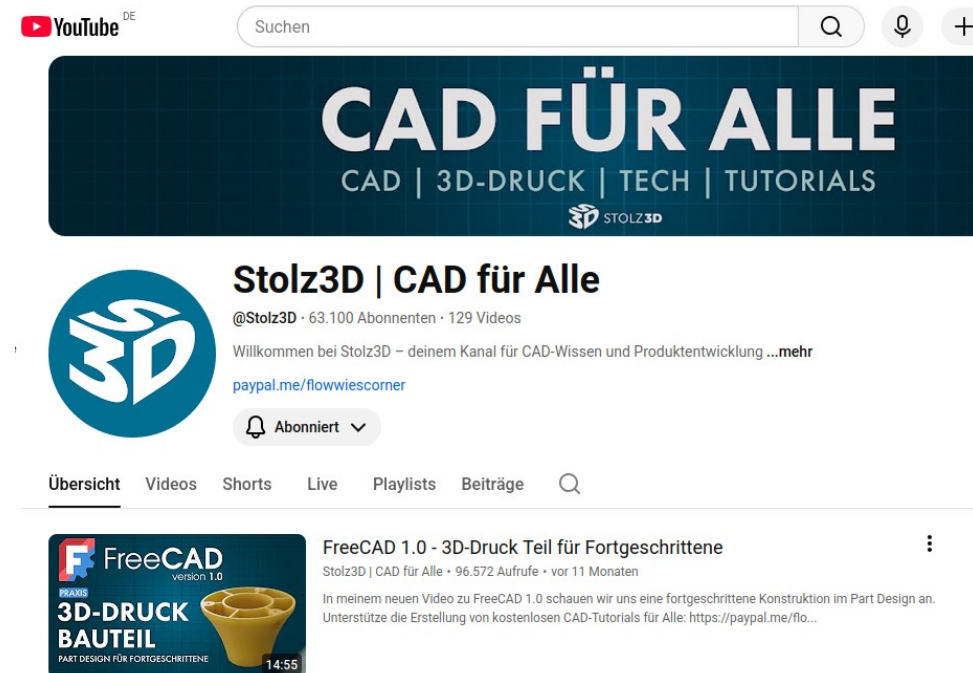 YouTube DE
Suchen
CAD FÜR ALLE
CAD | 3D-DRUCK | TECH | TUTORIALS
S3D STOLZ3D
S3D
Stolz3D | CAD für Alle
@Stolz3D · 63.100 Abonnenten · 129 Videos
Willkommen bei Stolz3D – deinem Kanal für CAD-Wissen und Produktentwicklung ...mehr
paypal.me/flowwiescorner
Abonniert
Übersicht Videos Shorts Live Playlists Beiträge
FreeCAD
version 1.0
PRAXIS
3D-DRUCK
BAUTEIL
PART DESIGN FÜR FORTGESCHRITTENE
14:55
FreeCAD 1.0 - 3D-Druck Teil für Fortgeschrittene
Stolz3D | CAD für Alle • 96.572 Aufrufe • vor 11 Monaten
In meinem neuen Video zu FreeCAD 1.0 schauen wir uns eine fortgeschrittene Konstruktion im Part Design an.
Unterstütze die Erstellung von kostenlosen CAD-Tutorials für Alle: https://paypal.me/flo...